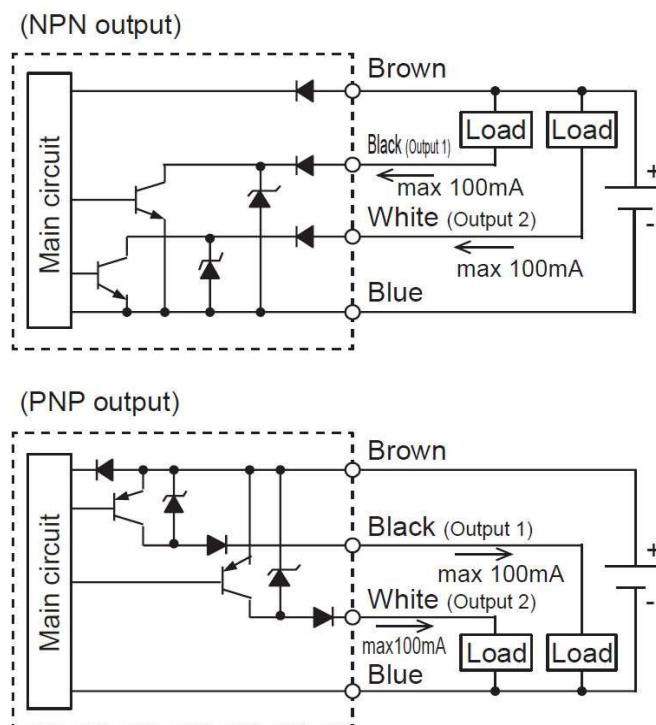 (NPN output)
Brown
Main circuit
Load
Load
Black (Output 1)
max 100mA
+
-
White (Output 2)
max 100mA
Blue
(PNP output)
Brown
Main circuit
Black (Output 1)
max 100mA
+
-
White (Output 2)
max100mA
Load
Load
Blue